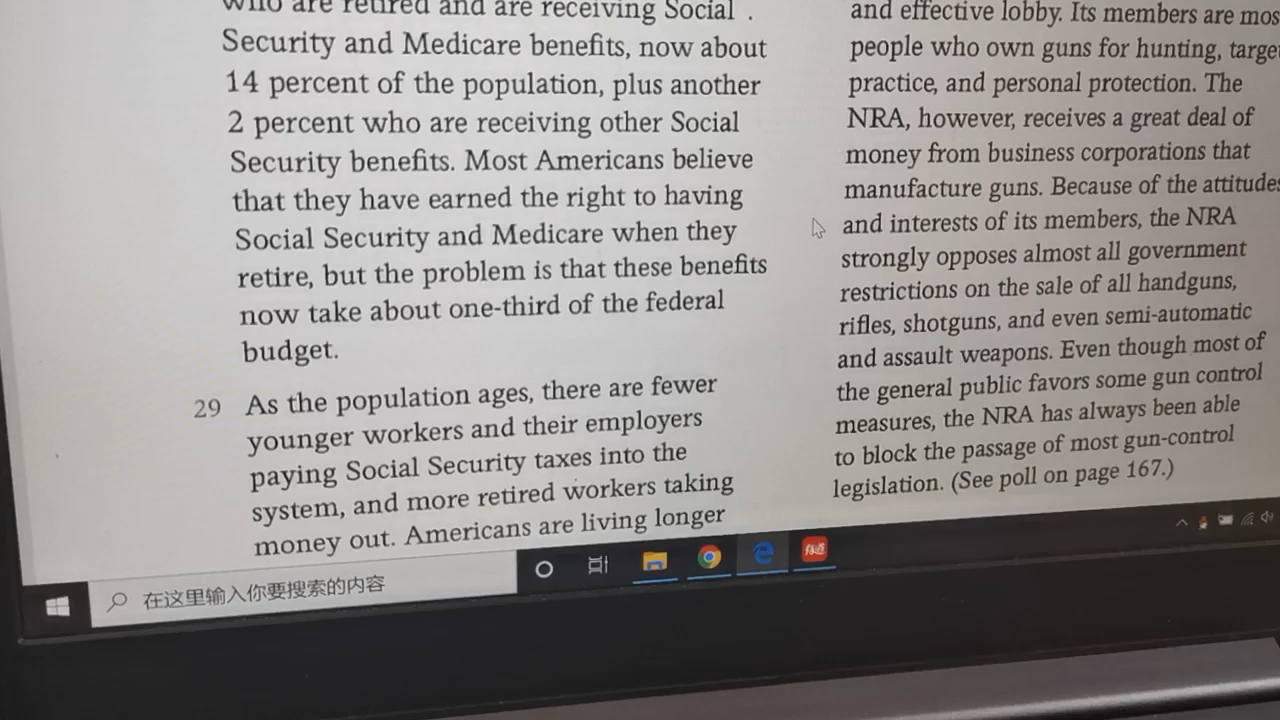 who are retired and are receiving Social .
Security and Medicare benefits, now about
14 percent of the population, plus another
2 percent who are receiving other Social
Security benefits. Most Americans believe
that they have earned the right to having
Social Security and Medicare when they
retire, but the problem is that these benefits
now take about one-third of the federal
budget.
29 As the population ages, there are fewer
younger workers and their employers
paying Social Security taxes into the
system, and more retired workers taking
money out. Americans are living longer
and effective lobby. Its members are mos
people who own guns for hunting, target
practice, and personal protection. The
NRA, however, receives a great deal of
money from business corporations that
manufacture guns. Because of the attitudes
and interests of its members, the NRA
strongly opposes almost all government
restrictions on the sale of all handguns,
rifles, shotguns, and even semi-automatic
and assault weapons. Even though most of
the general public favors some gun control
measures, the NRA has always been able
to block the passage of most gun-control
legislation. (See poll on page 167.)
在这里输入你要搜索的内容
有道